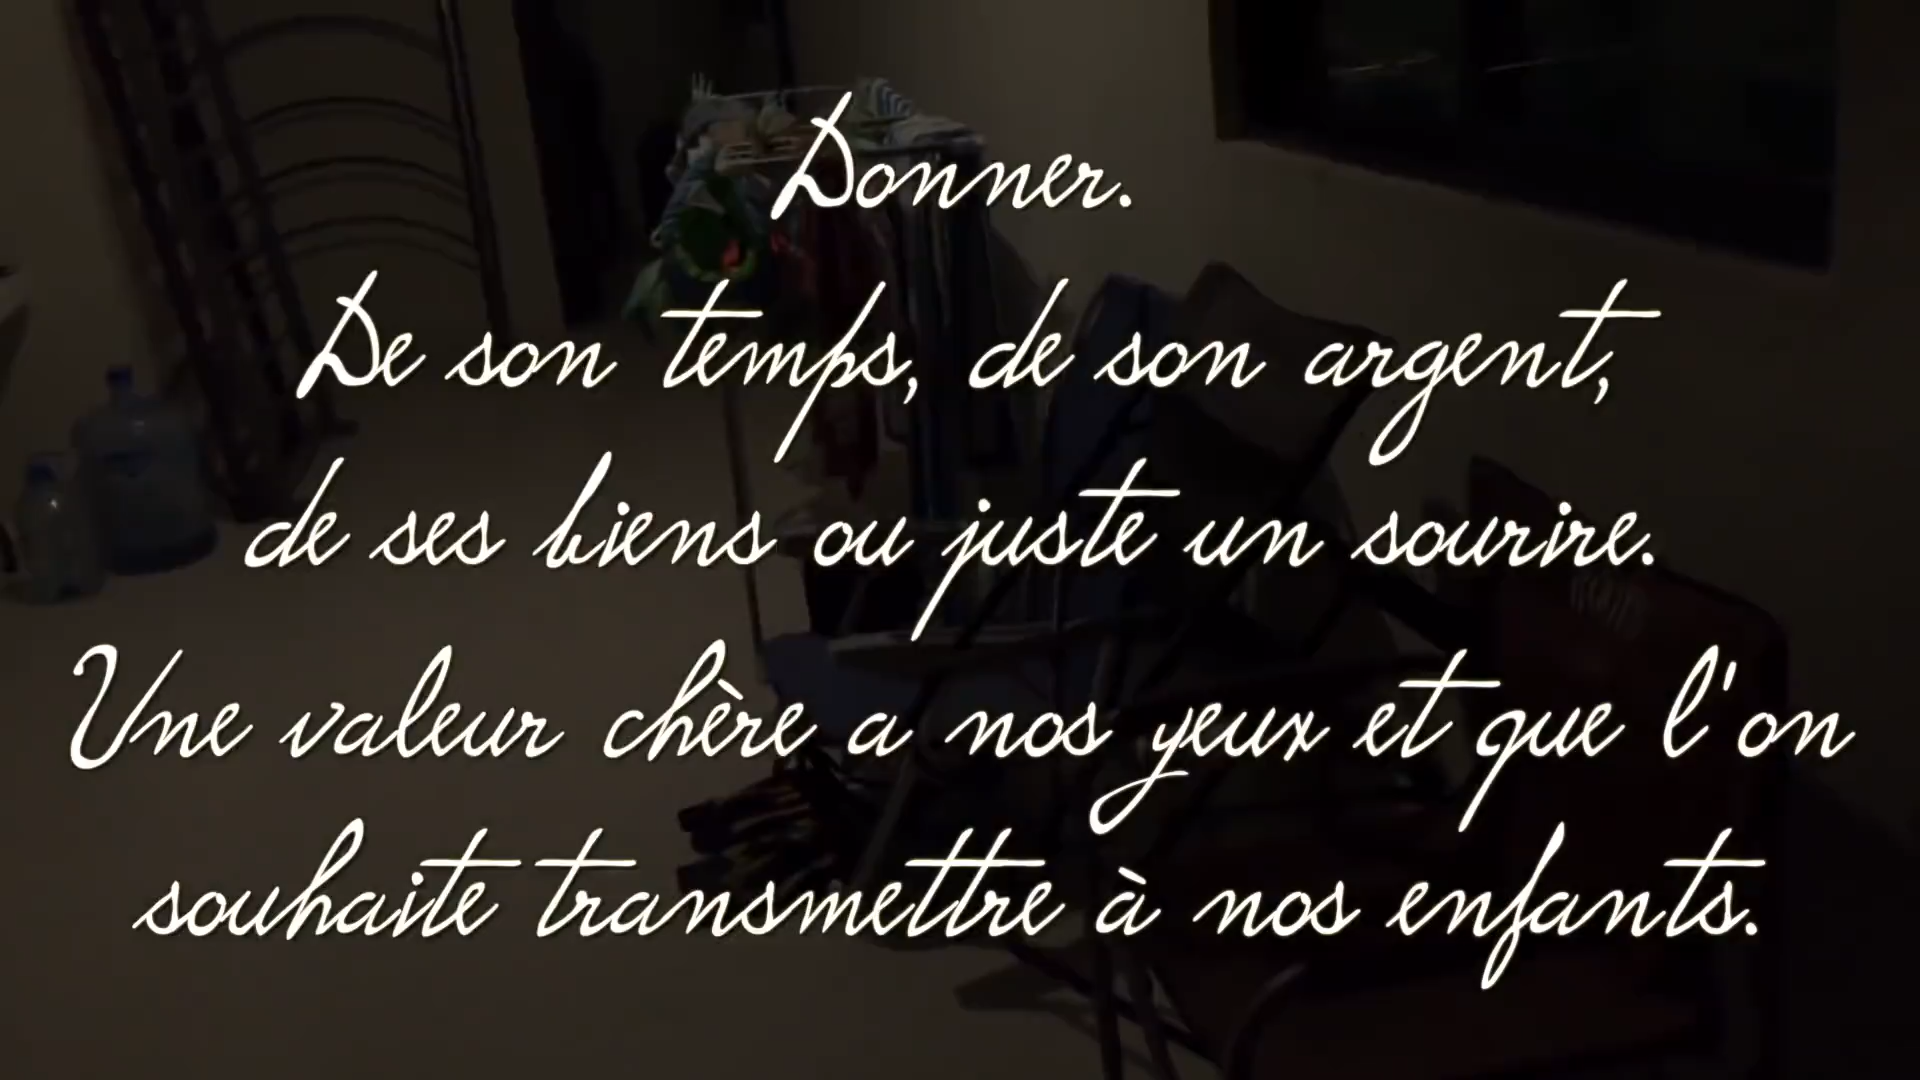 Donner.
De son temps, de son argent,
de ses biens ou juste un sourire.
Une valeur chère a nos yeux et que l'on
souhaite transmettre à nos enfants.